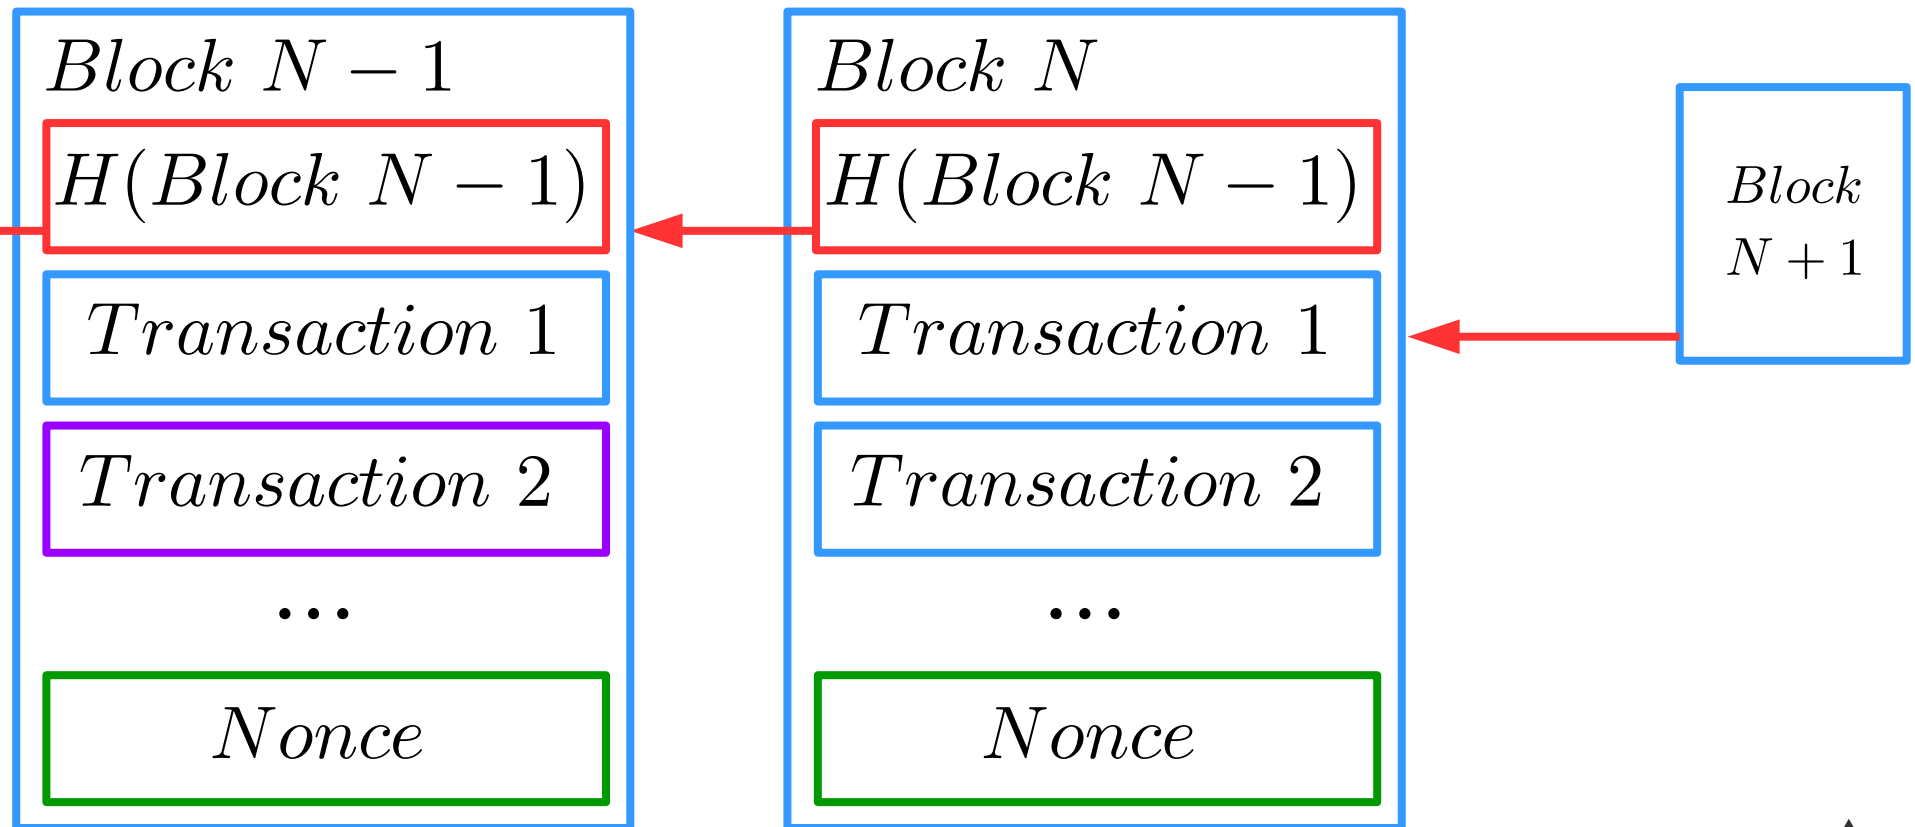 Block N − 1
H(Block N − 1)
Transaction 1
Transaction 2
...
Nonce
Block N
H(Block N − 1)
Transaction 1
Transaction 2
...
Nonce
Block
N + 1